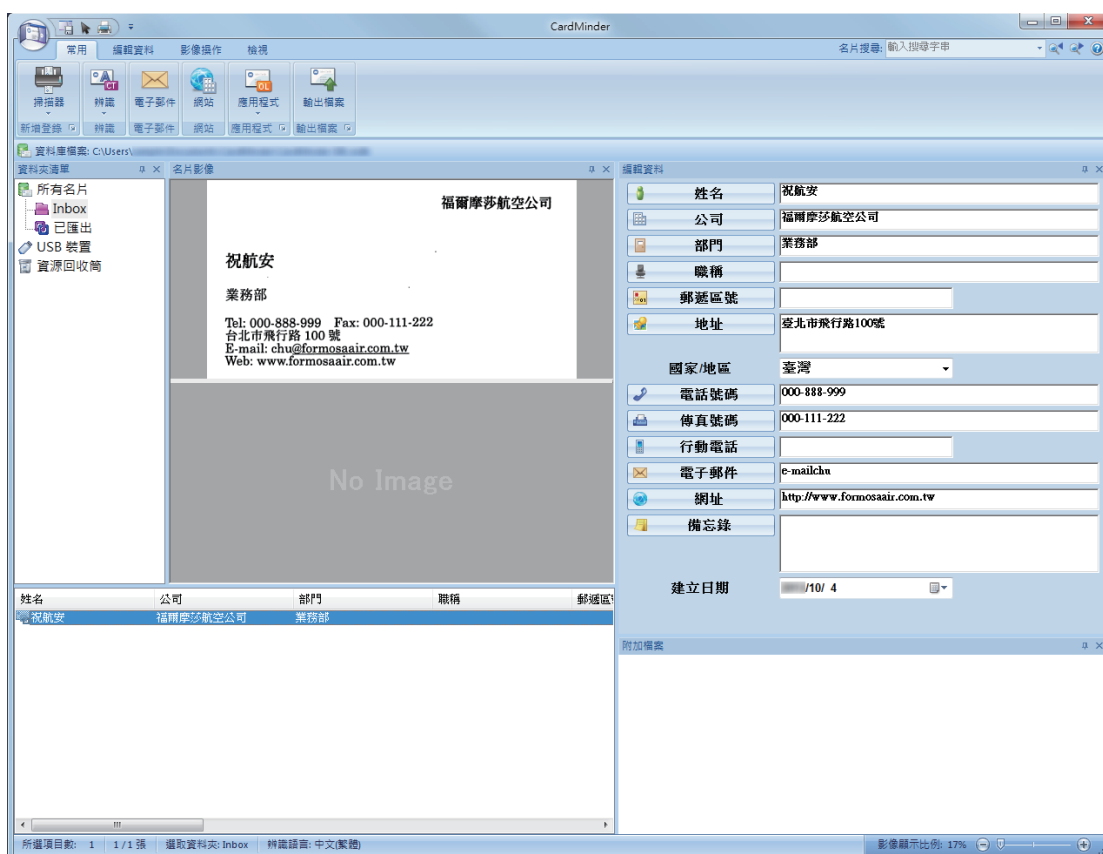 CardMinder
常用 編輯資料 影像操作 檢視
名片搜尋: 輸入搜尋字串
掃描器 辨識 電子郵件 網站 應用程式 輸出檔案
新增登錄 辨識 電子郵件 網站 應用程式 輸出檔案
資料庫檔案: C:\Users\
資料夾清單
所有名片
Inbox
已匯出
USB 裝置
資源回收筒
名片影像
福爾摩莎航空公司
祝航安
業務部
Tel: 000-888-999 Fax: 000-111-222
台北市飛行路 100 號
E-mail: chu@formosaair.com.tw
Web: www.formosaair.com.tw
No Image
編輯資料
姓名 祝航安
公司 福爾摩莎航空公司
部門 業務部
職稱
郵遞區號
地址 臺北市飛行路100號
國家/地區 臺灣
電話號碼 000-888-999
傳真號碼 000-111-222
行動電話
電子郵件 e-mailchu
網址 http://www.formosaair.com.tw
備忘錄
建立日期 /10/ 4
姓名 公司 部門 職稱 郵遞區
祝航安 福爾摩莎航空公司 業務部
附加檔案
所選項目數: 1 1/1 張 選取資料夾: Inbox 辨識語言: 中文(繁體)
影像顯示比例: 17%